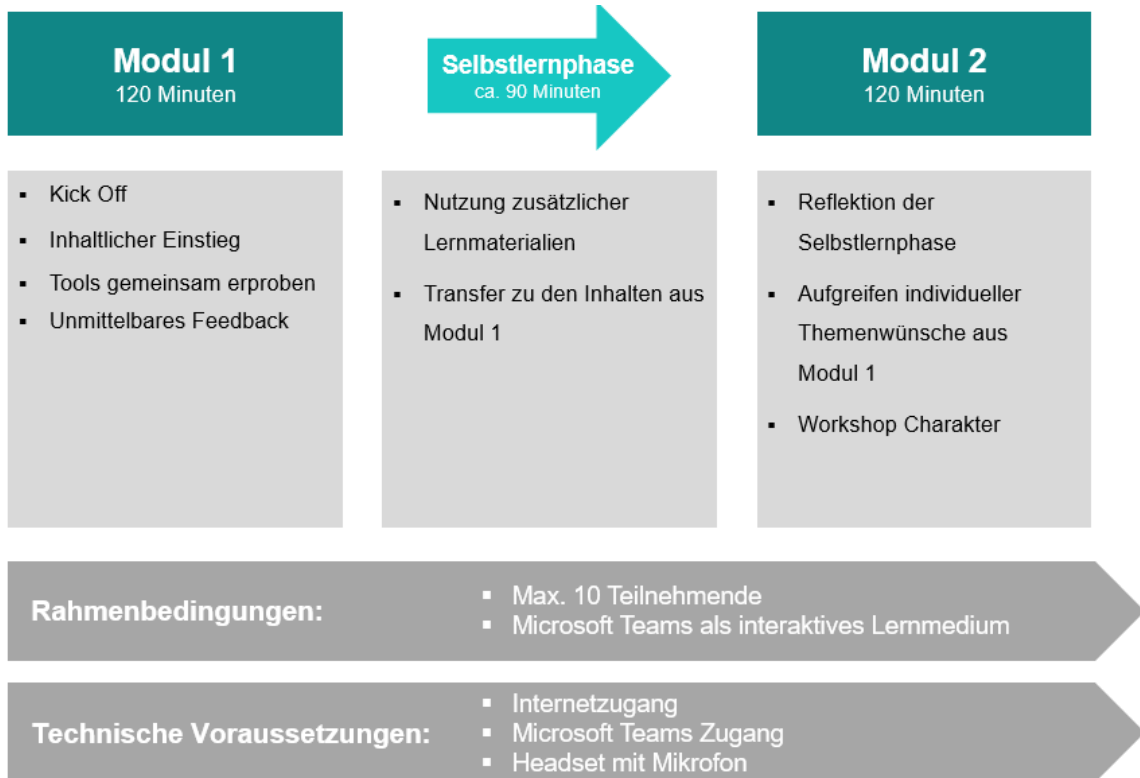 Modul 1
120 Minuten
Selbstlernphase
ca. 90 Minuten
Modul 2
120 Minuten
▪ Kick Off
▪ Inhaltlicher Einstieg
▪ Tools gemeinsam erproben
▪ Unmittelbares Feedback
▪ Nutzung zusätzlicher
Lernmaterialien
▪ Transfer zu den Inhalten aus
Modul 1
▪ Reflektion der
Selbstlernphase
▪ Aufgreifen individueller
Themenwünsche aus
Modul 1
▪ Workshop Charakter
Rahmenbedingungen:
▪ Max. 10 Teilnehmende
▪ Microsoft Teams als interaktives Lernmedium
Technische Voraussetzungen:
▪ Internetzugang
▪ Microsoft Teams Zugang
▪ Headset mit Mikrofon